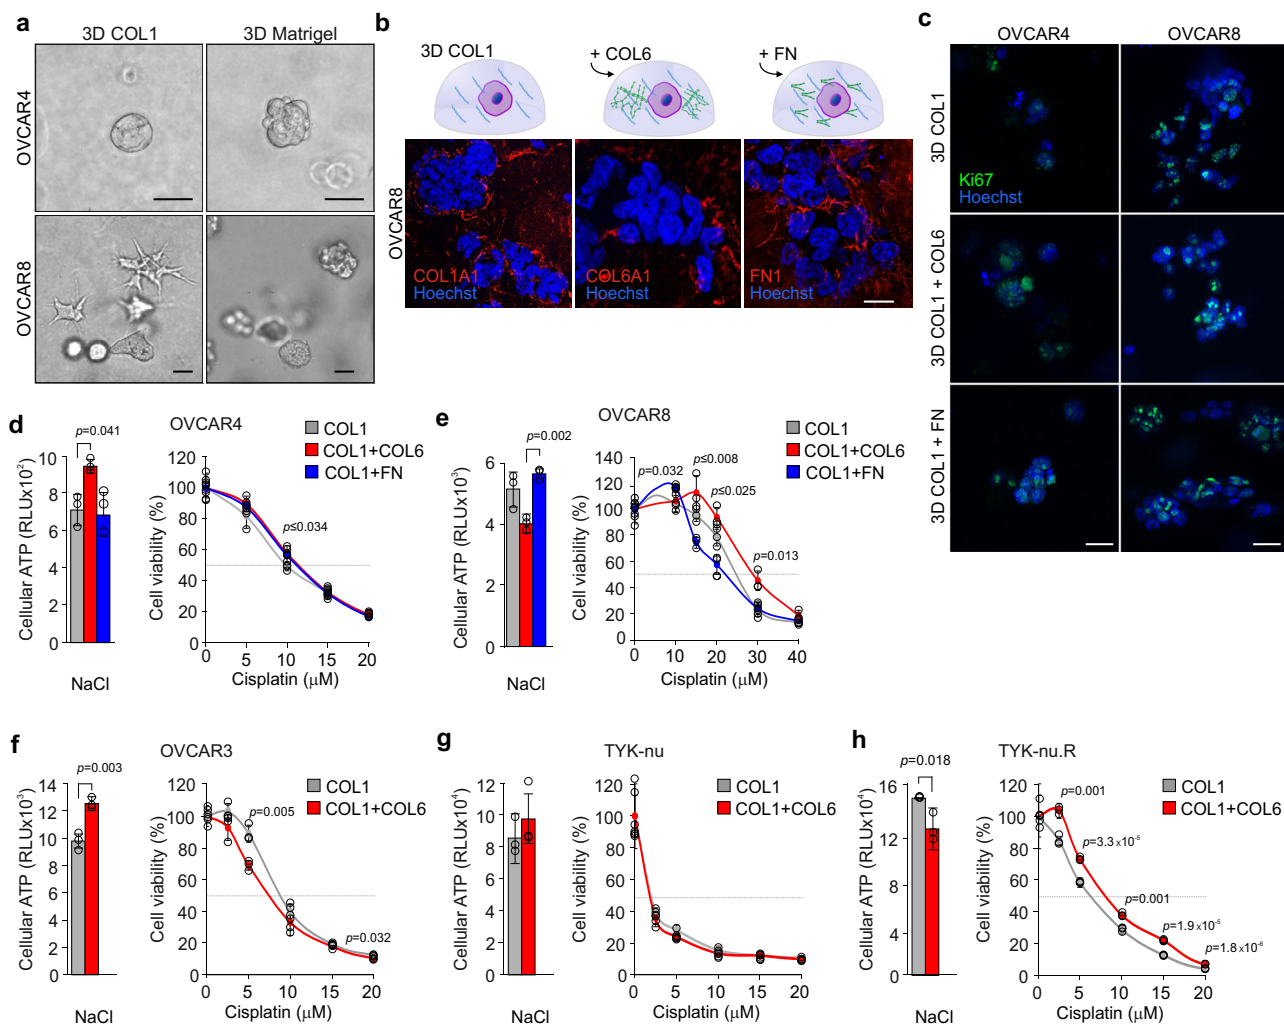 a
3D COL1
3D Matrigel
OVCAR4
OVCAR8
b
3D COL1
+ COL6
+ FN
OVCAR8
COL1A1
Hoechst
COL6A1
Hoechst
FN1
Hoechst
c
OVCAR4
OVCAR8
3D COL1
3D COL1 + COL6
3D COL1 + FN
Ki67
Hoechst
d
OVCAR4
COL1
COL1+COL6
COL1+FN
p=0.041
Cellular ATP (RLUx10²)
10
8
6
4
2
0
NaCl
Cell viability (%)
120
100
80
60
40
20
0
p≤0.034
0 5 10 15 20
Cisplatin (µM)
e
OVCAR8
COL1
COL1+COL6
COL1+FN
p=0.002
Cellular ATP (RLUx10³)
6
4
2
0
NaCl
Cell viability (%)
140
120
100
80
60
40
20
0
p=0.032
p≤0.008
p≤0.025
p=0.013
0 10 20 30 40
Cisplatin (µM)
f
OVCAR3
COL1
COL1+COL6
p=0.003
Cellular ATP (RLUx10³)
14
12
10
8
6
4
2
0
NaCl
Cell viability (%)
120
100
80
60
40
20
0
p=0.005
p=0.032
0 5 10 15 20
Cisplatin (µM)
g
TYK-nu
COL1
COL1+COL6
Cellular ATP (RLUx10⁴)
12
10
8
6
4
2
0
NaCl
Cell viability (%)
120
100
80
60
40
20
0
0 5 10 15 20
Cisplatin (µM)
h
TYK-nu.R
COL1
COL1+COL6
p=0.018
Cellular ATP (RLUx10⁴)
16
12
8
4
0
NaCl
Cell viability (%)
120
100
80
60
40
20
0
p=0.001
p=3.3 x10⁻⁵
p=0.001
p=1.9 x10⁻⁵
p=1.8 x10⁻⁶
0 5 10 15 20
Cisplatin (µM)